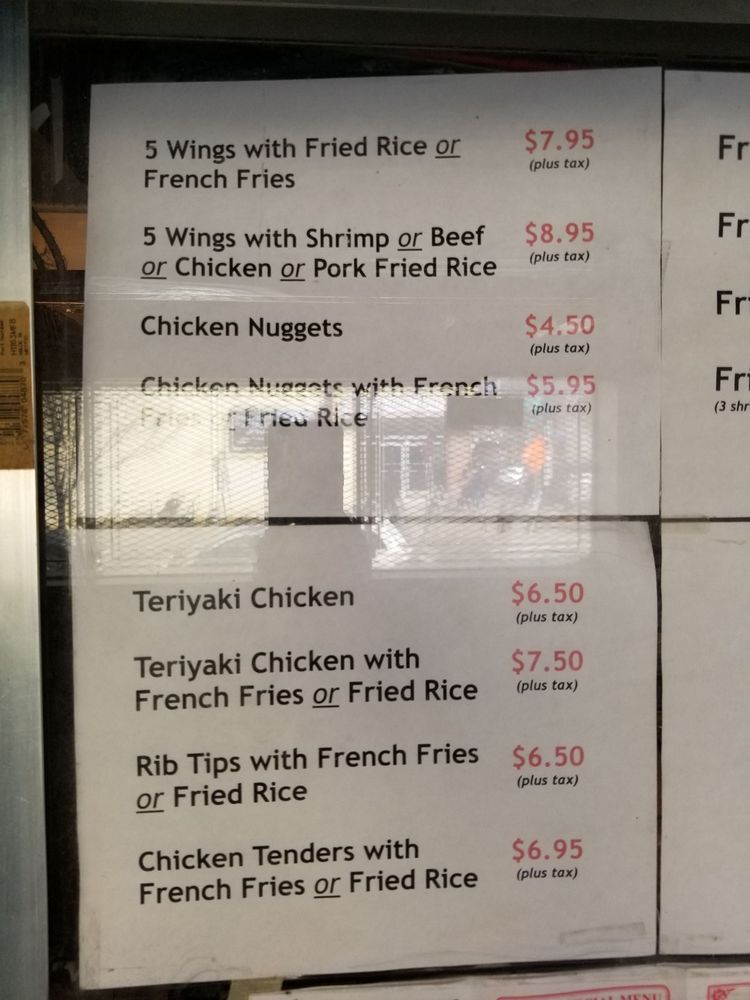 5 Wings with Fried Rice or
French Fries
$7.95
(plus tax)
5 Wings with Shrimp or Beef
or Chicken or Pork Fried Rice
$8.95
(plus tax)
Chicken Nuggets
$4.50
(plus tax)
Chicken Nuggets with French
Fries or Fried Rice
$5.95
(plus tax)
Teriyaki Chicken
$6.50
(plus tax)
Teriyaki Chicken with
French Fries or Fried Rice
$7.50
(plus tax)
Rib Tips with French Fries
or Fried Rice
$6.50
(plus tax)
Chicken Tenders with
French Fries or Fried Rice
$6.95
(plus tax)
Fr
Fr
Fr
Fri
(3 shr
MENU